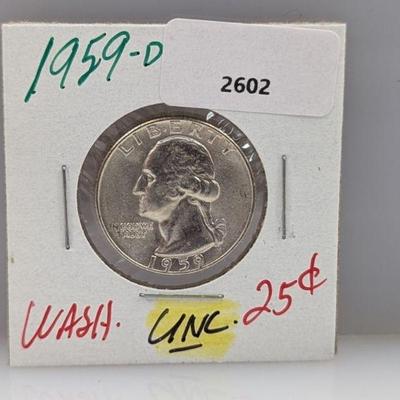 1959-D
2602
LIBERTY
IN GOD WE
TRUST
1959
WASH. UNC. 25¢